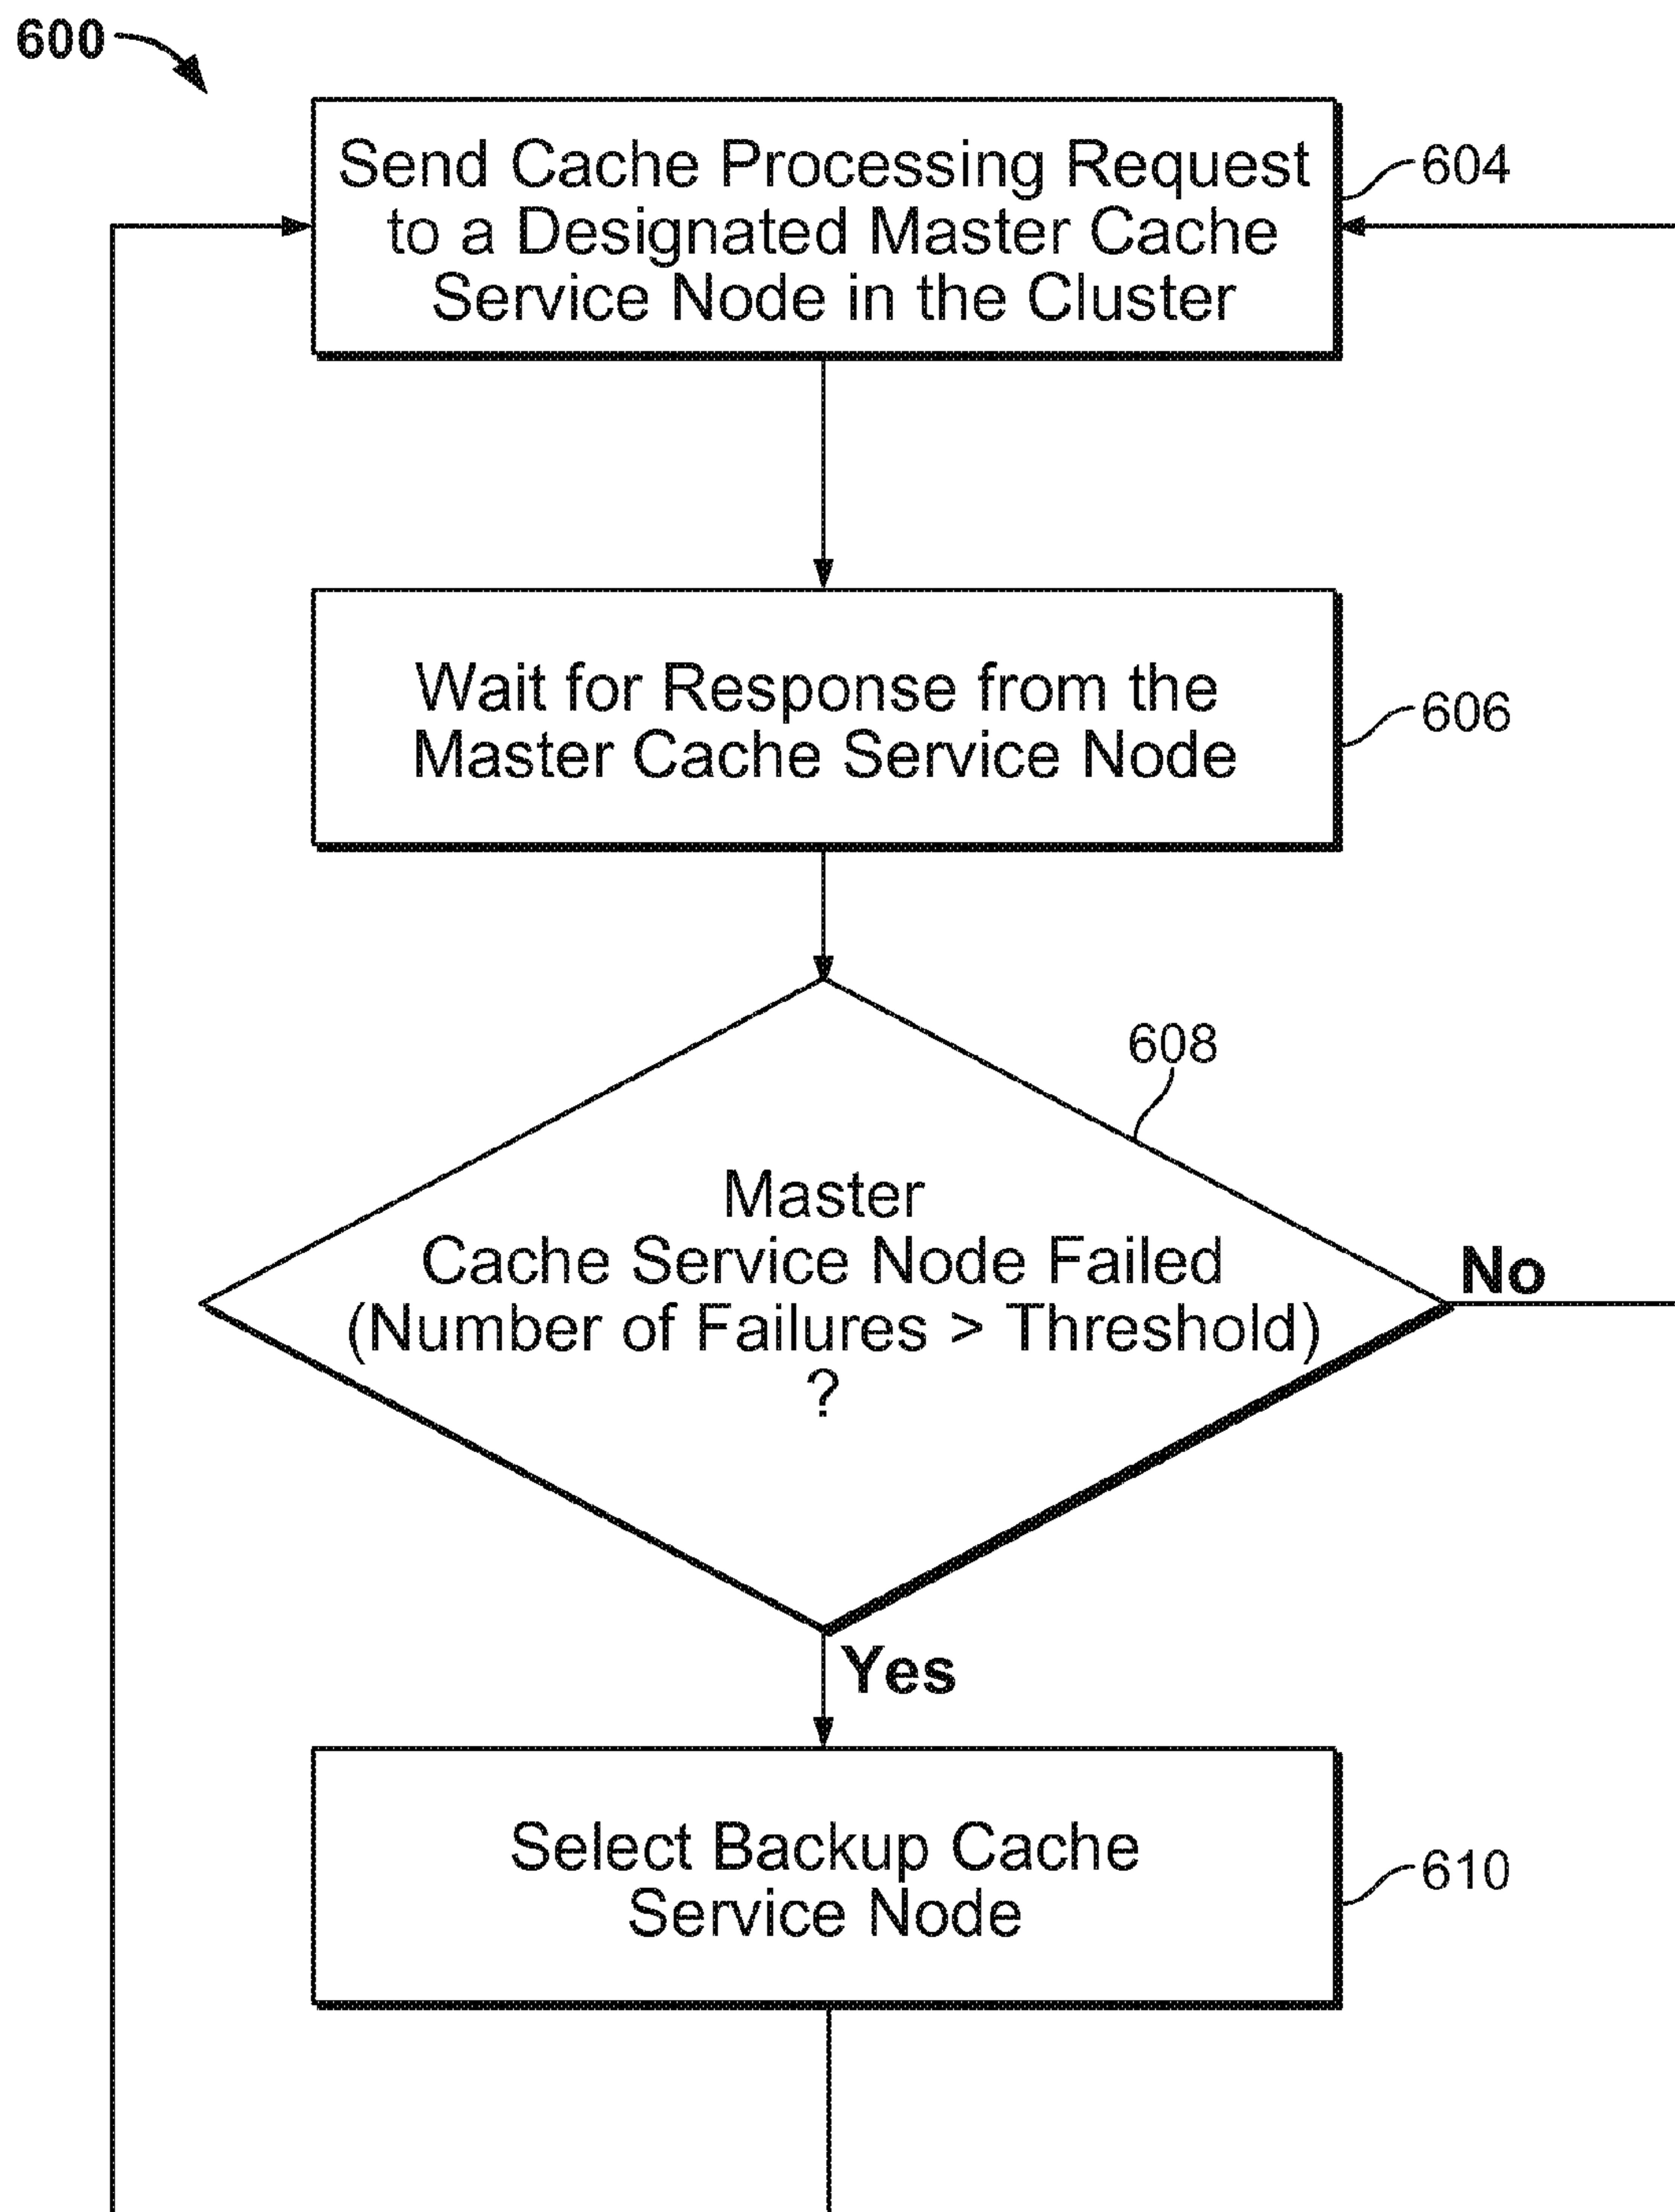 600
Send Cache Processing Request
to a Designated Master Cache
Service Node in the Cluster
604
Wait for Response from the
Master Cache Service Node
606
608
Master
Cache Service Node Failed
(Number of Failures > Threshold)
?
No
Yes
Select Backup Cache
Service Node
610